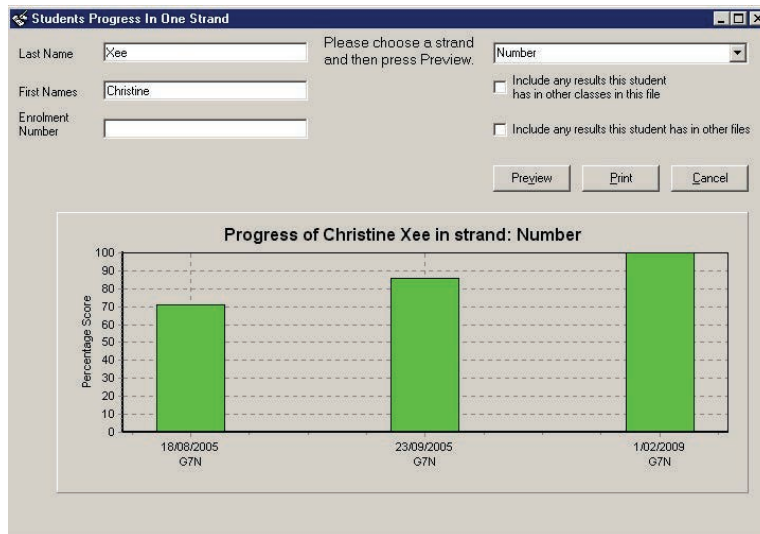 Students Progress In One Strand
Last Name
Xee
Please choose a strand
and then press Preview.
Number
First Names
Christine
Include any results this student
has in other classes in this file
Enrolment
Number
Include any results this student has in other files
Preview
Print
Cancel
Progress of Christine Xee in strand: Number
Percentage Score
100
90
80
70
60
50
40
30
20
10
0
18/08/2005
G7N
23/09/2005
G7N
1/02/2009
G7N